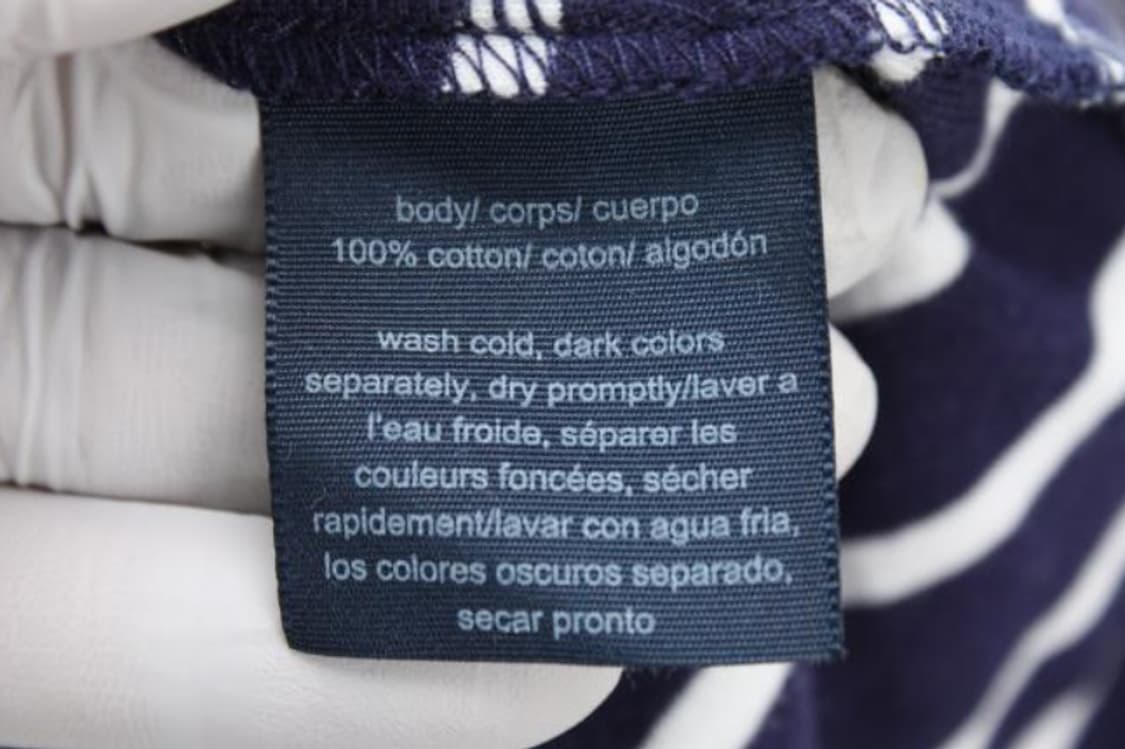 body/ corps/ cuerpo
100% cotton/ coton/ algodón
wash cold, dark colors
separately, dry promptly/laver a
l'eau froide, séparer les
couleurs foncées, sécher
rapidement/lavar con agua fria,
los colores oscuros separado,
secar pronto